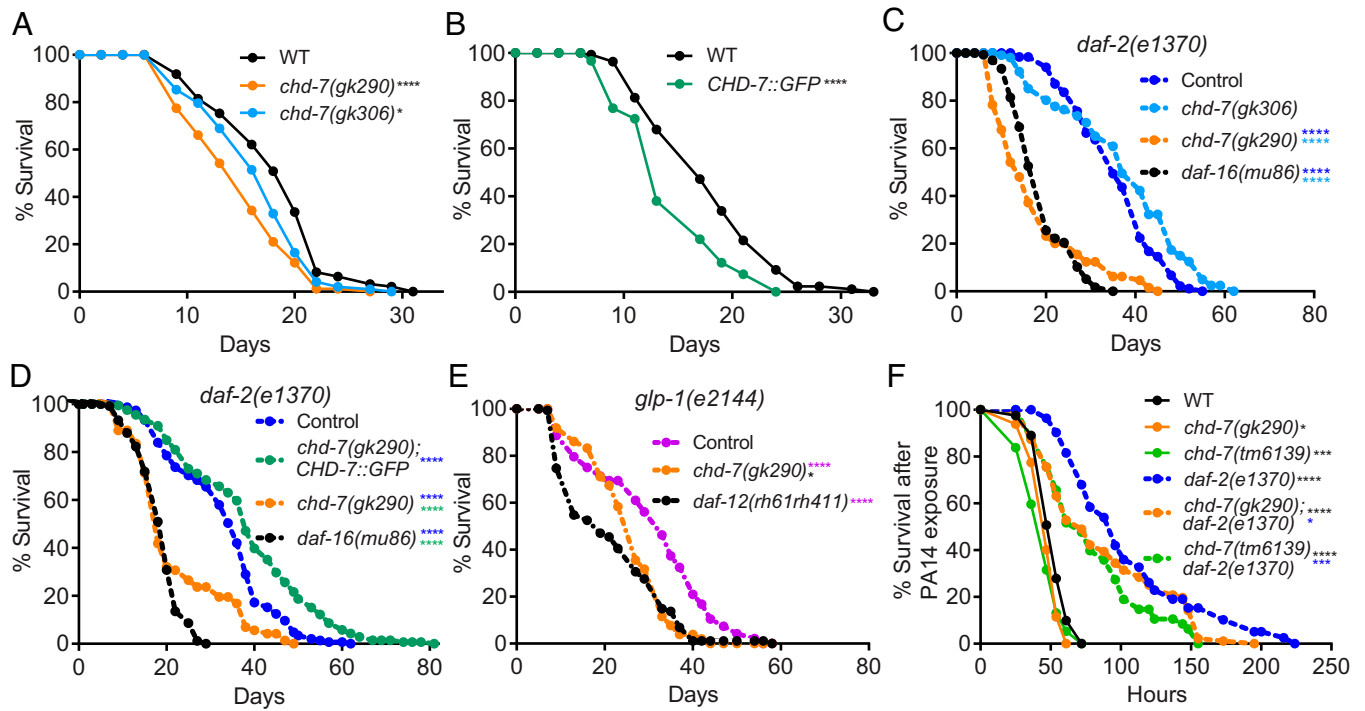 A
% Survival
100
80
60
40
20
0
0
10
20
30
Days
WT
chd-7(gk290)****
chd-7(gk306)*
B
% Survival
100
80
60
40
20
0
0
10
20
30
Days
WT
CHD-7::GFP****
C
daf-2(e1370)
% Survival
100
80
60
40
20
0
0
20
40
60
80
Days
Control
chd-7(gk306)
chd-7(gk290)****
****
daf-16(mu86)****
****
D
daf-2(e1370)
% Survival
100
80
60
40
20
0
0
20
40
60
80
Days
Control
chd-7(gk290);
CHD-7::GFP****
chd-7(gk290)****
****
daf-16(mu86)****
****
E
glp-1(e2144)
% Survival
100
80
60
40
20
0
0
20
40
60
80
Days
Control
chd-7(gk290)****
*
daf-12(rh61rh411)****
F
% Survival after
PA14 exposure
100
80
60
40
20
0
0
50
100
150
200
250
Hours
WT
chd-7(gk290)*
chd-7(tm6139)***
daf-2(e1370)****
chd-7(gk290);****
daf-2(e1370)*
chd-7(tm6139)****
daf-2(e1370)***